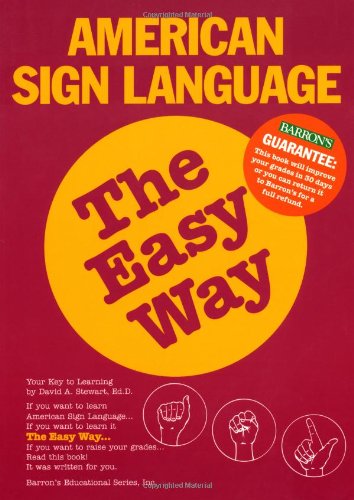 AMERICAN
SIGN LANGUAGE
BARRON'S
GUARANTEE:
This book will improve
your grades in 30 days
or you can return it
to Barron's for a
full refund.
The
Easy
Way
Your Key to Learning
by David A. Stewart, Ed.D.
If you want to learn
American Sign Language...
If you want to learn it
The Easy Way...
If you want to raise your grades...
Read this book!
It was written for you.
Barron's Educational Series, Inc.